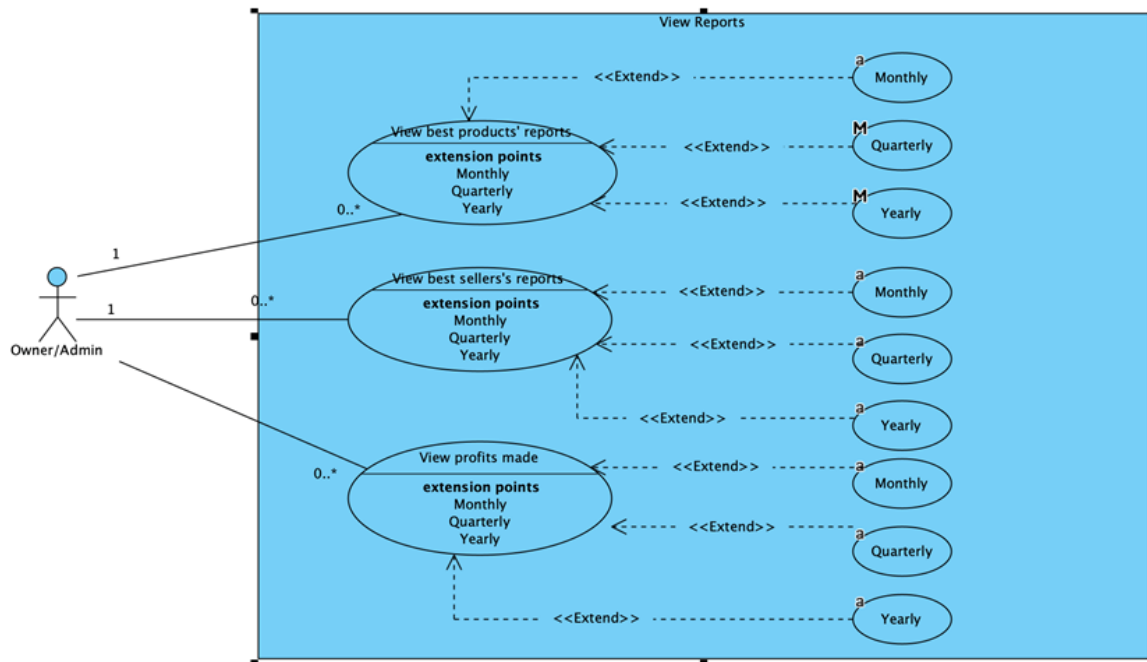 View Reports
a
Monthly
<<Extend>>
View best products' reports
extension points
Monthly
Quarterly
Yearly
M
Quarterly
<<Extend>>
M
Yearly
<<Extend>>
0..*
1
View best sellers's reports
extension points
Monthly
Quarterly
Yearly
a
Monthly
<<Extend>>
0..*
1
Owner/Admin
a
Quarterly
<<Extend>>
a
Yearly
<<Extend>>
View profits made
extension points
Monthly
Quarterly
Yearly
a
Monthly
<<Extend>>
0..*
a
Quarterly
<<Extend>>
a
Yearly
<<Extend>>